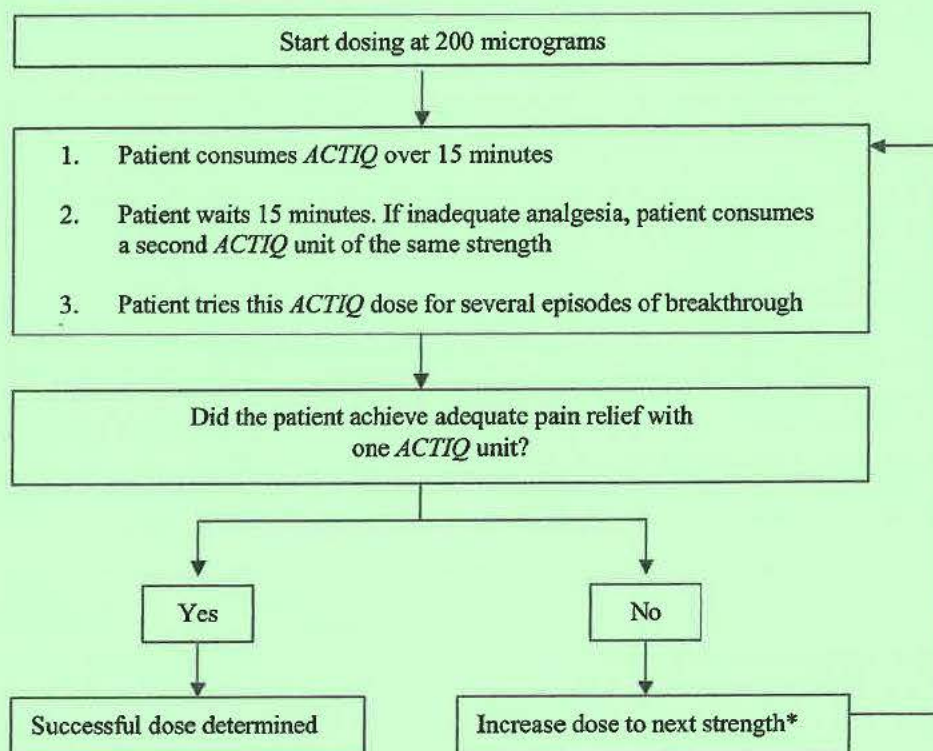 Start dosing at 200 micrograms
1. Patient consumes ACTIQ over 15 minutes
2. Patient waits 15 minutes. If inadequate analgesia, patient consumes
a second ACTIQ unit of the same strength
3. Patient tries this ACTIQ dose for several episodes of breakthrough
Did the patient achieve adequate pain relief with
one ACTIQ unit?
Yes
No
Successful dose determined
Increase dose to next strength*